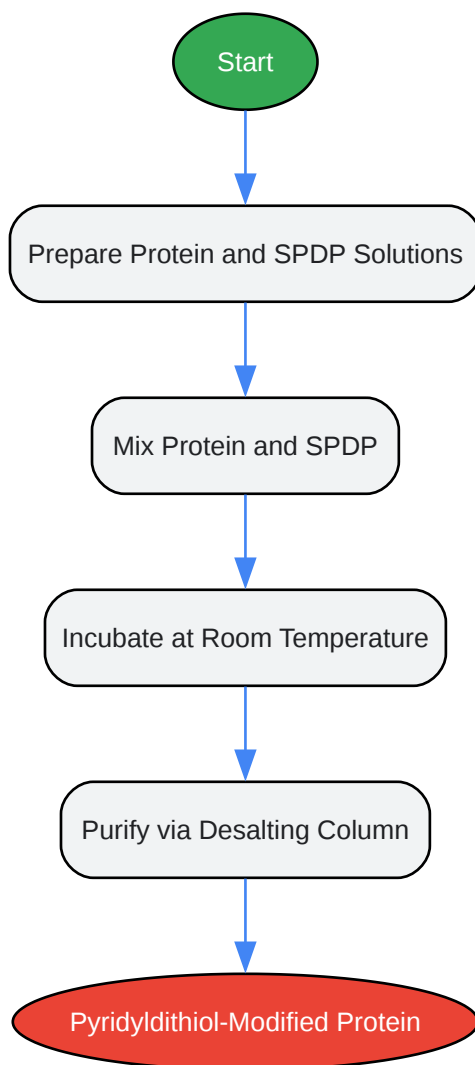 Start
Prepare Protein and SPDP Solutions
Mix Protein and SPDP
Incubate at Room Temperature
Purify via Desalting Column
Pyridyldithiol-Modified Protein